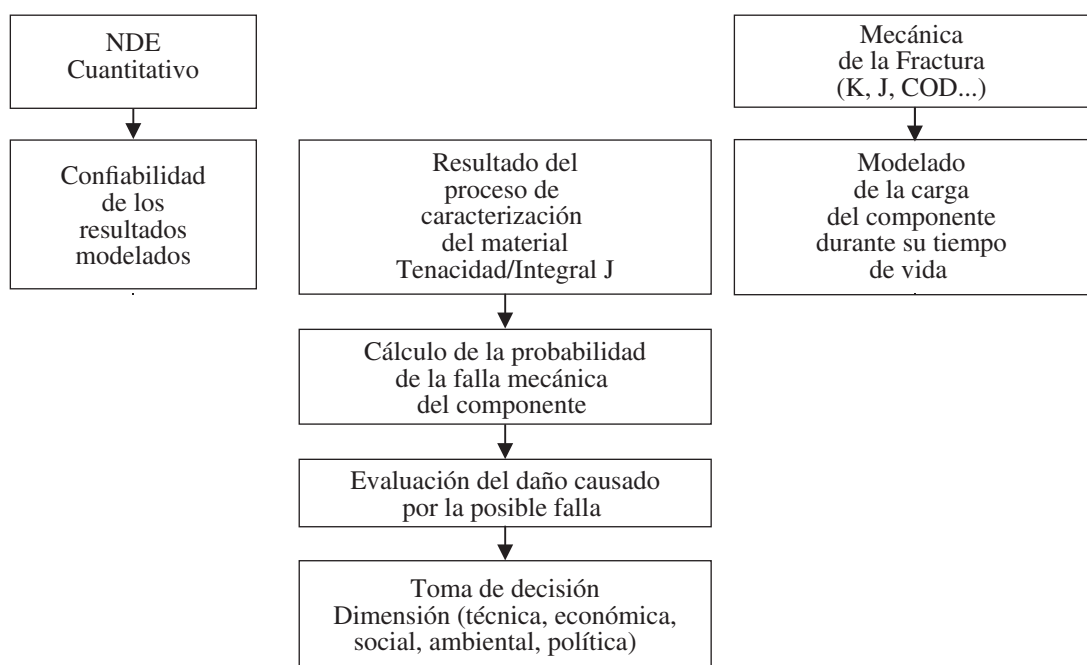 NDE
Cuantitativo
Mecánica
de la Fractura
(K, J, COD...)
Confiabilidad
de los
resultados
modelados
Resultado del
proceso de
caracterización
del material
Tenacidad/Integral J
Modelado
de la carga
del componente
durante su tiempo
de vida
Cálculo de la probabilidad
de la falla mecánica
del componente
Evaluación del daño causado
por la posible falla
Toma de decisión
Dimensión (técnica, económica,
social, ambiental, política)